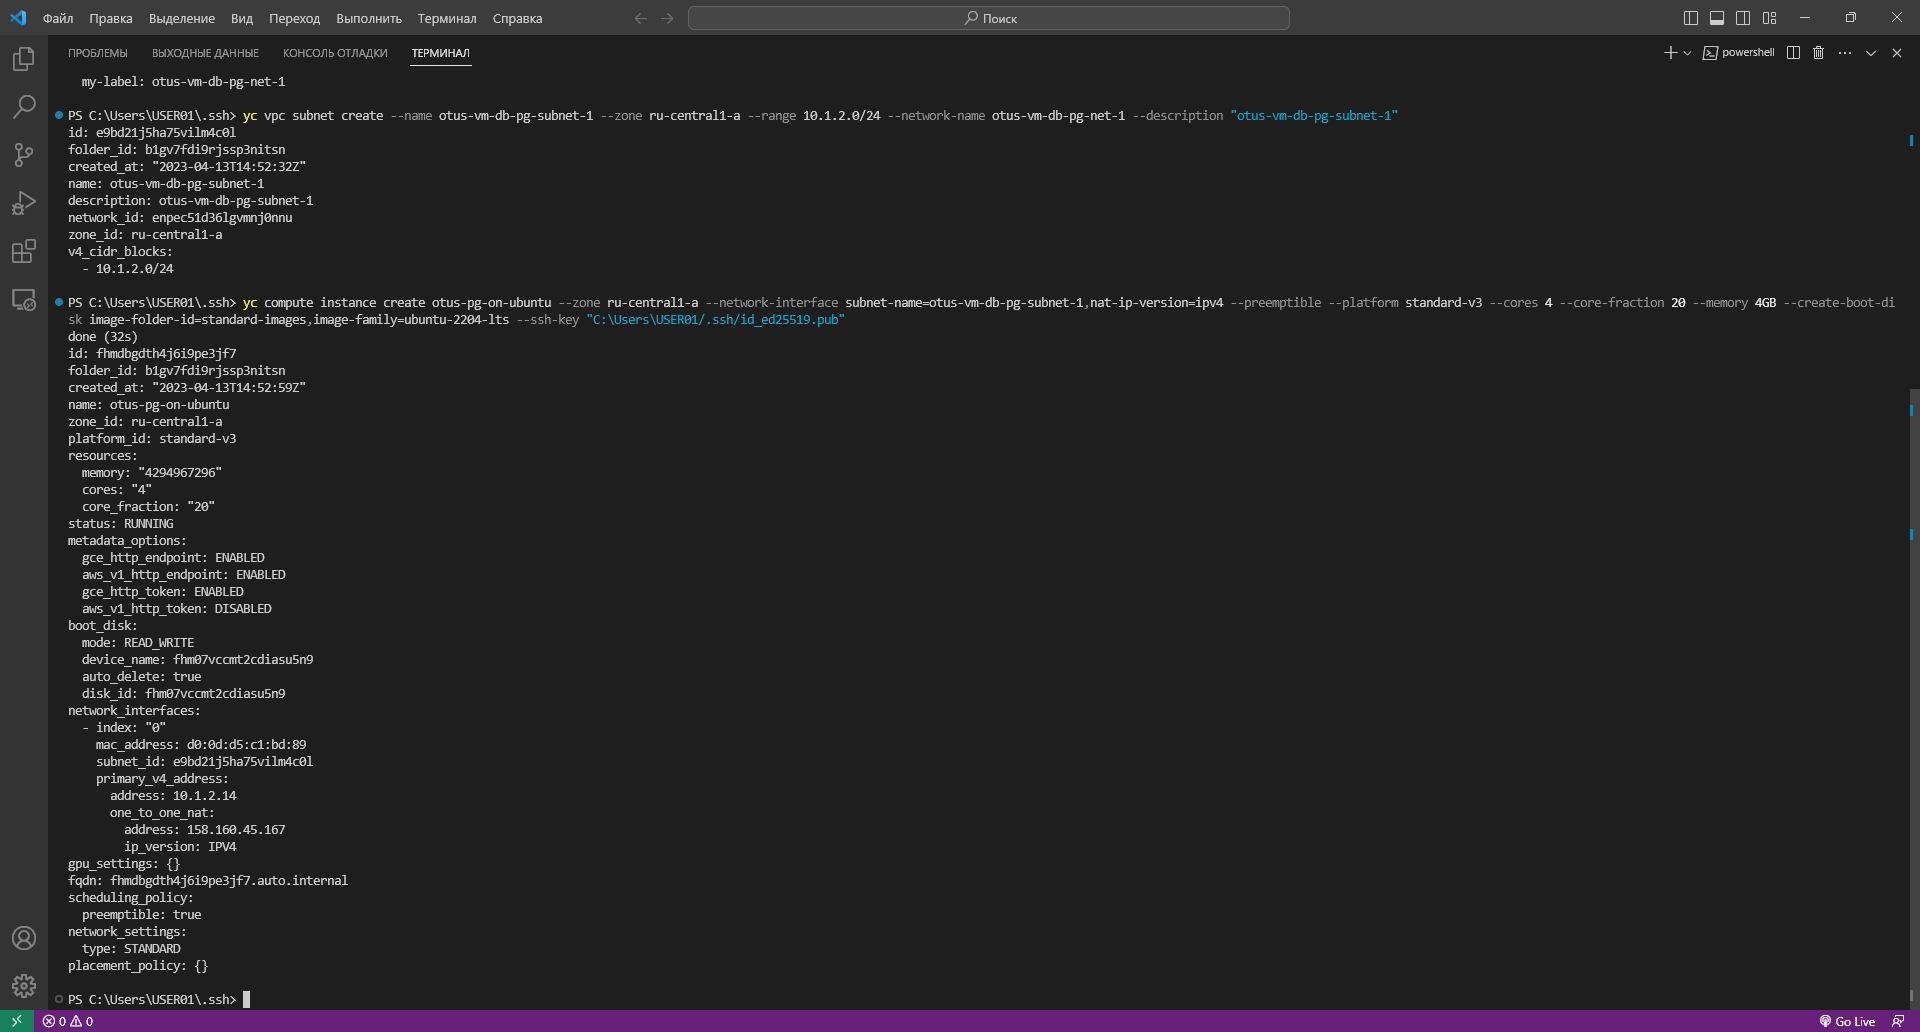 Файл Правка Выделение Вид Переход Выполнить Терминал Справка Поиск
ПРОБЛЕМЫ ВЫХОДНЫЕ ДАННЫЕ КОНСОЛЬ ОТЛАДКИ ТЕРМИНАЛ powershell
my-label: otus-vm-db-pg-net-1
PS C:\Users\USER01\.ssh> yc vpc subnet create --name otus-vm-db-pg-subnet-1 --zone ru-central1-a --range 10.1.2.0/24 --network-name otus-vm-db-pg-net-1 --description "otus-vm-db-pg-subnet-1"
id: e9bd21j5ha75vilm4c0l
folder_id: b1gv7fdi9rjssp3nitsn
created_at: "2023-04-13T14:52:32Z"
name: otus-vm-db-pg-subnet-1
description: otus-vm-db-pg-subnet-1
network_id: enpec51d36lgvmnj0nnu
zone_id: ru-central1-a
v4_cidr_blocks:
- 10.1.2.0/24
PS C:\Users\USER01\.ssh> yc compute instance create otus-pg-on-ubuntu --zone ru-central1-a --network-interface subnet-name=otus-vm-db-pg-subnet-1,nat-ip-version=ipv4 --preemptible --platform standard-v3 --cores 4 --core-fraction 20 --memory 4GB --create-boot-di
sk image-folder-id=standard-images,image-family=ubuntu-2204-lts --ssh-key "C:\Users\USER01/.ssh/id_ed25519.pub"
done (32s)
id: fhmdbgdth4j6i9pe3jf7
folder_id: b1gv7fdi9rjssp3nitsn
created_at: "2023-04-13T14:52:59Z"
name: otus-pg-on-ubuntu
zone_id: ru-central1-a
platform_id: standard-v3
resources:
memory: "4294967296"
cores: "4"
core_fraction: "20"
status: RUNNING
metadata_options:
gce_http_endpoint: ENABLED
aws_v1_http_endpoint: ENABLED
gce_http_token: ENABLED
aws_v1_http_token: DISABLED
boot_disk:
mode: READ_WRITE
device_name: fhm07vccmt2cdiasu5n9
auto_delete: true
disk_id: fhm07vccmt2cdiasu5n9
network_interfaces:
- index: "0"
mac_address: d0:0d:d5:c1:bd:89
subnet_id: e9bd21j5ha75vilm4c0l
primary_v4_address:
address: 10.1.2.14
one_to_one_nat:
address: 158.160.45.167
ip_version: IPV4
gpu_settings: {}
fqdn: fhmdbgdth4j6i9pe3jf7.auto.internal
scheduling_policy:
preemptible: true
network_settings:
type: STANDARD
placement_policy: {}
PS C:\Users\USER01\.ssh>
0 0 Go Live